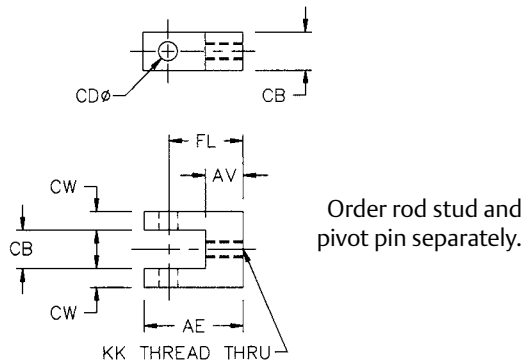 CDø
CB
FL
CW
AV
CB
CW
AE
KK THREAD THRU
Order rod stud and
pivot pin separately.